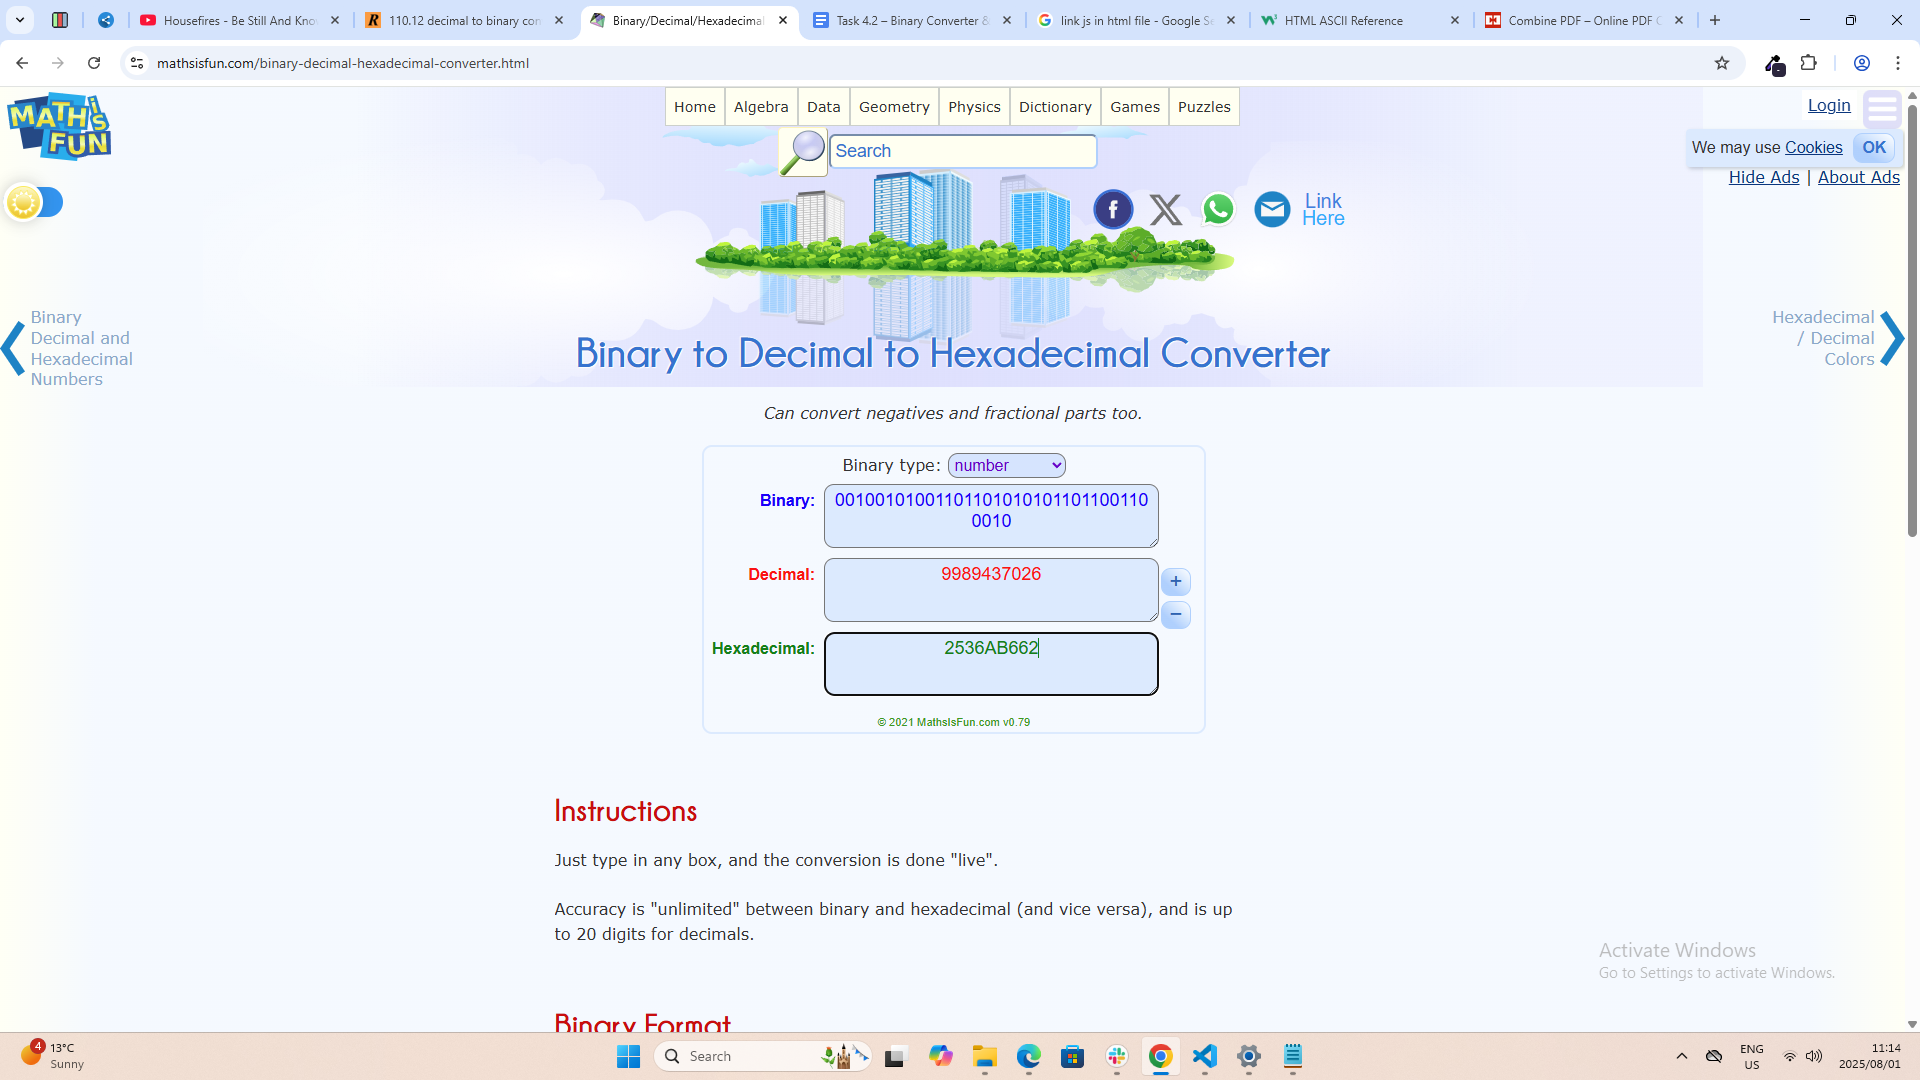 Housefires - Be Still And Kno
110.12 decimal to binary con
Binary/Decimal/Hexadecimal
Task 4.2 – Binary Converter &
link js in html file - Google Se
HTML ASCII Reference
Combine PDF – Online PDF C
mathsisfun.com/binary-decimal-hexadecimal-converter.html
MATH is FUN
Home
Algebra
Data
Geometry
Physics
Dictionary
Games
Puzzles
Login
Search
We may use Cookies
OK
Hide Ads | About Ads
Link
Here
Binary
Decimal and
Hexadecimal
Numbers
Hexadecimal
/ Decimal
Colors
Binary to Decimal to Hexadecimal Converter
Can convert negatives and fractional parts too.
Binary type: number
Binary: 00100101001101101010101101100110
0010
Decimal: 9989437026
+
−
Hexadecimal: 2536AB662
© 2021 MathsIsFun.com v0.79
Instructions
Just type in any box, and the conversion is done "live".
Accuracy is "unlimited" between binary and hexadecimal (and vice versa), and is up
to 20 digits for decimals.
Activate Windows
Go to Settings to activate Windows.
Binary Format
4
13°C
Sunny
Search
ENG
US
11:14
2025/08/01